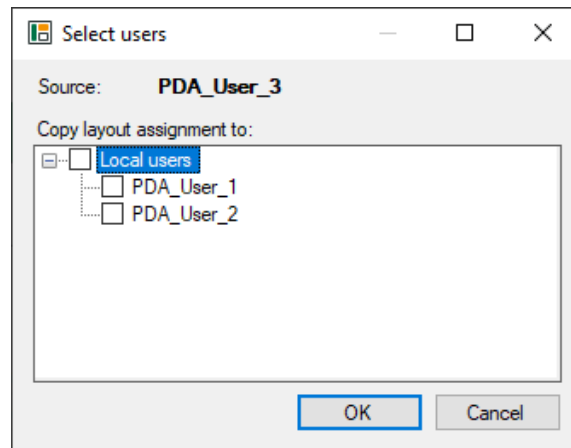 Select users
Source: PDA_User_3
Copy layout assignment to:
Local users
PDA_User_1
PDA_User_2
OK Cancel